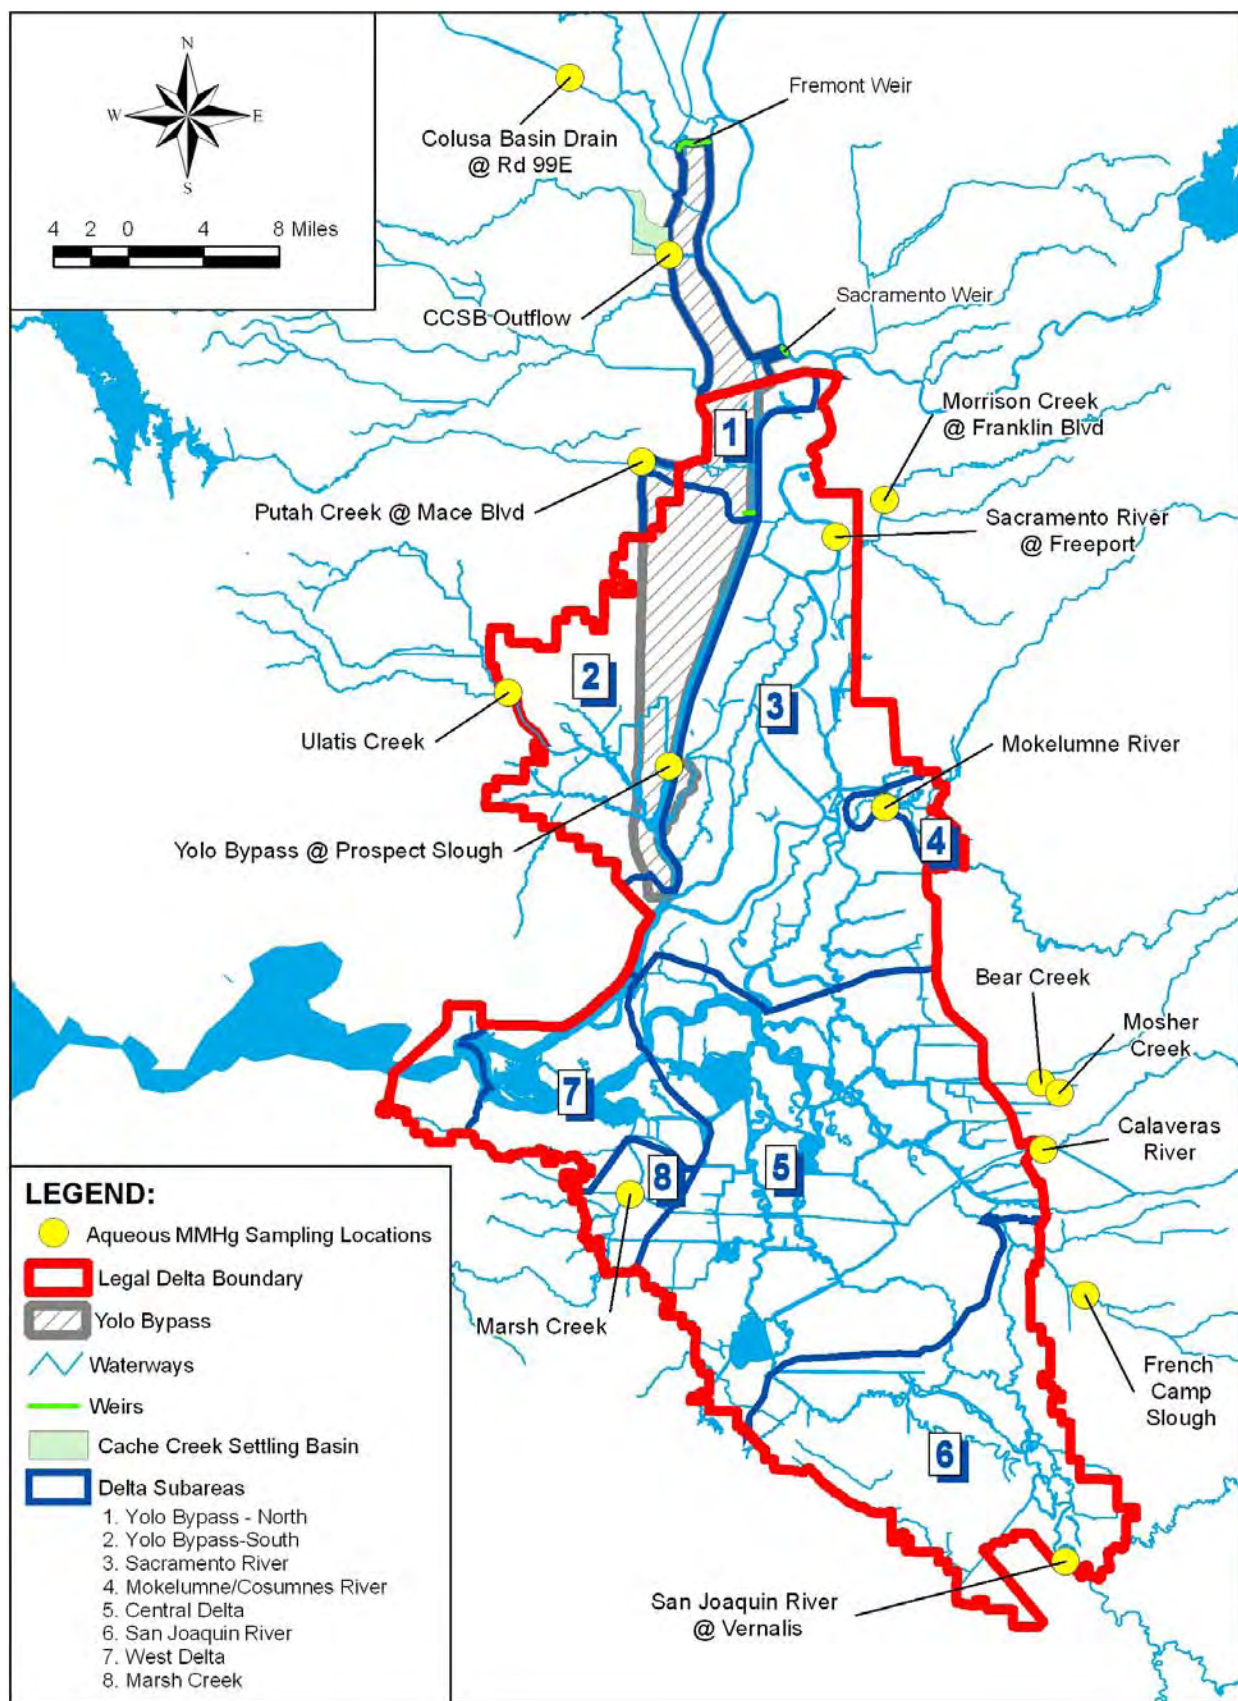 N
W
E
S
4 2 0 4 8 Miles
Fremont Weir
Colusa Basin Drain
@ Rd 99E
CCSB Outflow
Sacramento Weir
Morrison Creek
@ Franklin Blvd
1
Putah Creek @ Mace Blvd
Sacramento River
@ Freeport
2
3
Ulatis Creek
Mokelumne River
4
Yolo Bypass @ Prospect Slough
Bear Creek
Mosher
Creek
7
Calaveras
River
5
8
Marsh Creek
French
Camp
Slough
6
San Joaquin River
@ Vernalis
LEGEND:
Aqueous MMHg Sampling Locations
Legal Delta Boundary
Yolo Bypass
Waterways
Weirs
Cache Creek Settling Basin
Delta Subareas
1. Yolo Bypass - North
2. Yolo Bypass-South
3. Sacramento River
4. Mokelumne/Cosumnes River
5. Central Delta
6. San Joaquin River
7. West Delta
8. Marsh Creek